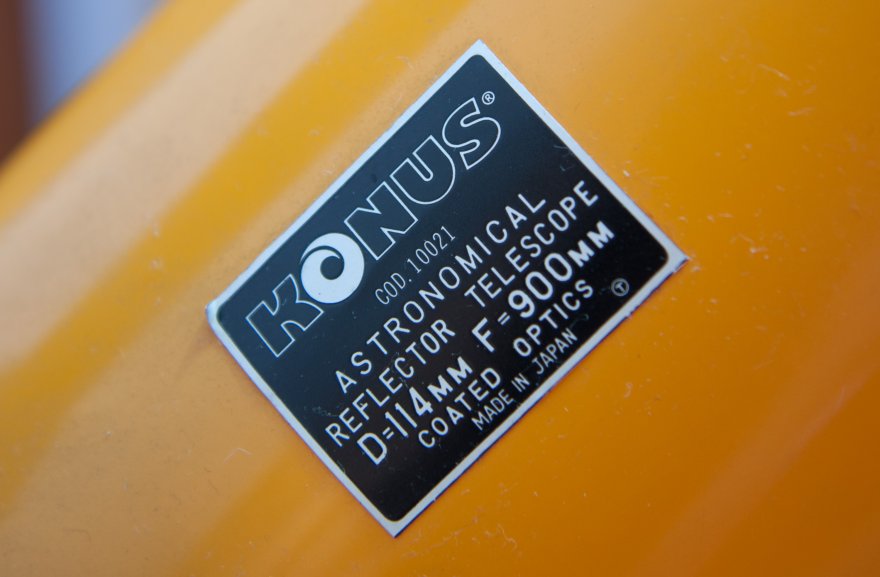 KONUS®
COD. 10021
ASTRONOMICAL
REFLECTOR TELESCOPE
D=114MM F=900MM
COATED OPTICS
MADE IN JAPAN T